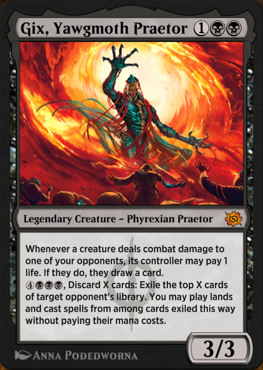 Gix, Yawgmoth Praetor 1
Legendary Creature – Phyrexian Praetor
Whenever a creature deals combat damage to
one of your opponents, its controller may pay 1
life. If they do, they draw a card.
4, Discard X cards: Exile the top X cards
of target opponent's library. You may play lands
and cast spells from among cards exiled this way
without paying their mana costs.
3/3
Anna Podedworna